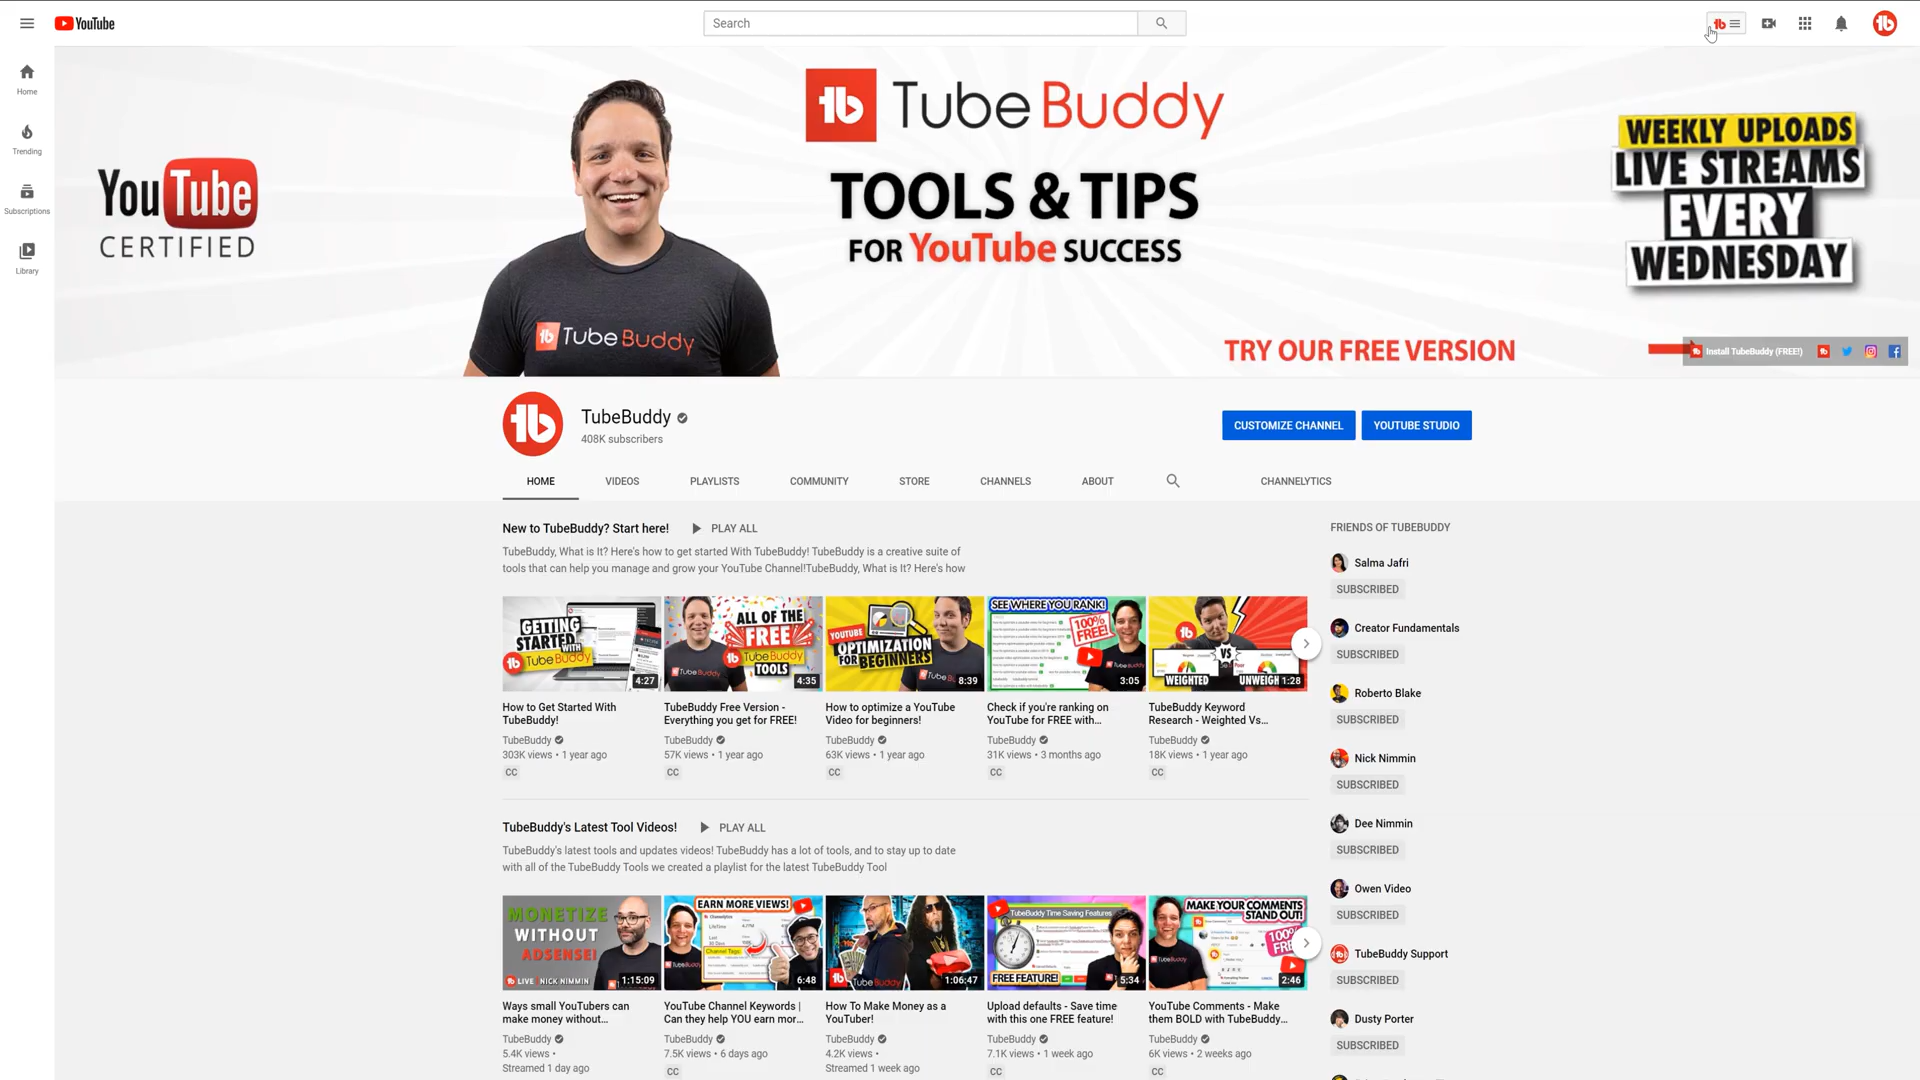 YouTube
Search
Home
Trending
Subscriptions
Library
YouTube
CERTIFIED
TubeBuddy
TubeBuddy
TOOLS & TIPS
FOR YouTube SUCCESS
WEEKLY UPLOADS
LIVE STREAMS
EVERY
WEDNESDAY
TRY OUR FREE VERSION
Install TubeBuddy (FREE!)
TubeBuddy
408K subscribers
CUSTOMIZE CHANNEL
YOUTUBE STUDIO
HOME VIDEOS PLAYLISTS COMMUNITY STORE CHANNELS ABOUT CHANNELYTICS
New to TubeBuddy? Start here! PLAY ALL
TubeBuddy, What is It? Here's how to get started With TubeBuddy! TubeBuddy is a creative suite of
tools that can help you manage and grow your YouTube Channel!TubeBuddy, What is It? Here's how
GETTING
STARTED
WITH
TubeBuddy
4:27
How to Get Started With
TubeBuddy!
TubeBuddy
303K views • 1 year ago
CC
ALL OF THE
FREE
TubeBuddy
TOOLS
4:35
TubeBuddy Free Version -
Everything you get for FREE!
TubeBuddy
57K views • 1 year ago
CC
YOUTUBE
OPTIMIZATION
FOR BEGINNERS
8:39
How to optimize a YouTube
Video for beginners!
TubeBuddy
63K views • 1 year ago
CC
SEE WHERE YOU RANK!
100%
FREE!
3:05
Check if you're ranking on
YouTube for FREE with...
TubeBuddy
31K views • 3 months ago
CC
VS
WEIGHTED
1:28
TubeBuddy Keyword
Research - Weighted Vs...
TubeBuddy
18K views • 1 year ago
CC
TubeBuddy's Latest Tool Videos! PLAY ALL
TubeBuddy's latest tools and updates videos! TubeBuddy has a lot of tools, and to stay up to date
with all of the TubeBuddy Tools we created a playlist for the latest TubeBuddy Tool
MONETIZE
WITHOUT
ADSENSE!
LIVE NICK NIMMIN
1:15:09
Ways small YouTubers can
make money without...
TubeBuddy
5.4K views •
Streamed 1 day ago
EARN MORE VIEWS!
Channel Tags:
6:48
YouTube Channel Keywords |
Can they help YOU earn mor...
TubeBuddy
7.5K views • 6 days ago
CC
TubeBuddy
1:06:47
How To Make Money as a
YouTuber!
TubeBuddy
4.2K views •
Streamed 1 week ago
TubeBuddy Time Saving Features
FREE FEATURE!
5:34
Upload defaults - Save time
with this one FREE feature!
TubeBuddy
7.1K views • 1 week ago
CC
MAKE YOUR COMMENTS
STAND OUT!
2:46
YouTube Comments - Make
them BOLD with TubeBuddy...
TubeBuddy
6K views • 2 weeks ago
CC
FRIENDS OF TUBEBUDDY
Salma Jafri
SUBSCRIBED
Creator Fundamentals
SUBSCRIBED
Roberto Blake
SUBSCRIBED
Nick Nimmin
SUBSCRIBED
Dee Nimmin
SUBSCRIBED
Owen Video
SUBSCRIBED
TubeBuddy Support
SUBSCRIBED
Dusty Porter
SUBSCRIBED